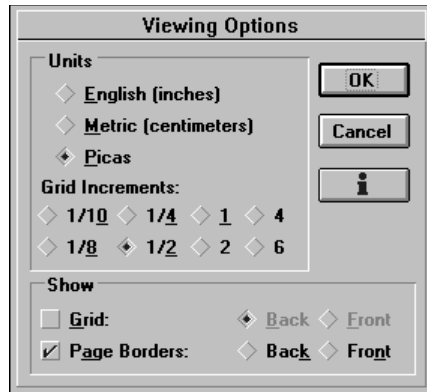 Viewing Options
Units
English (inches)
Metric (centimeters)
Picas
Grid Increments:
1/10 1/4 1 4
1/8 1/2 2 6
OK
Cancel
i
Show
Grid: Back Front
Page Borders: Back Front